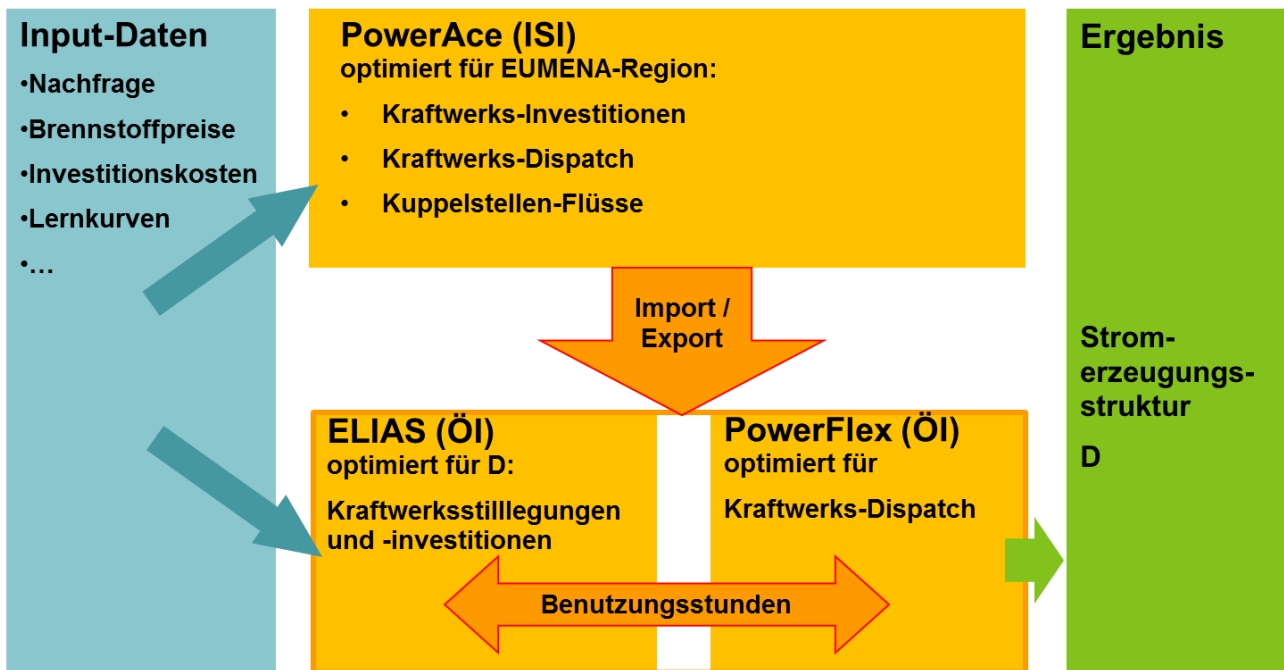 Input-Daten
•Nachfrage
•Brennstoffpreise
•Investitionskosten
•Lernkurven
•…
PowerAce (ISI)
optimiert für EUMENA-Region:
• Kraftwerks-Investitionen
• Kraftwerks-Dispatch
• Kuppelstellen-Flüsse
Import /
Export
ELIAS (ÖI)
optimiert für D:
Kraftwerksstilllegungen
und -investitionen
PowerFlex (ÖI)
optimiert für
Kraftwerks-Dispatch
Benutzungsstunden
Ergebnis
Strom-
erzeugungs-
struktur
D